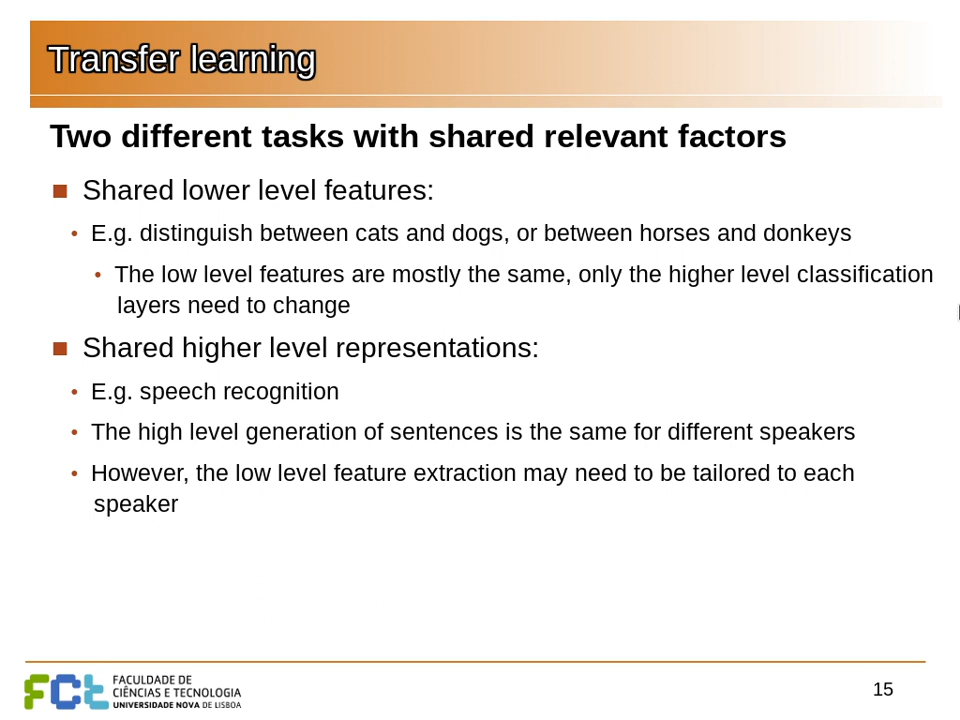 Transfer learning
Two different tasks with shared relevant factors
■ Shared lower level features:
• E.g. distinguish between cats and dogs, or between horses and donkeys
• The low level features are mostly the same, only the higher level classification
layers need to change
■ Shared higher level representations:
• E.g. speech recognition
• The high level generation of sentences is the same for different speakers
• However, the low level feature extraction may need to be tailored to each
speaker
FCt
FACULDADE DE
CIÊNCIAS E TECNOLOGIA
UNIVERSIDADE NOVA DE LISBOA
15